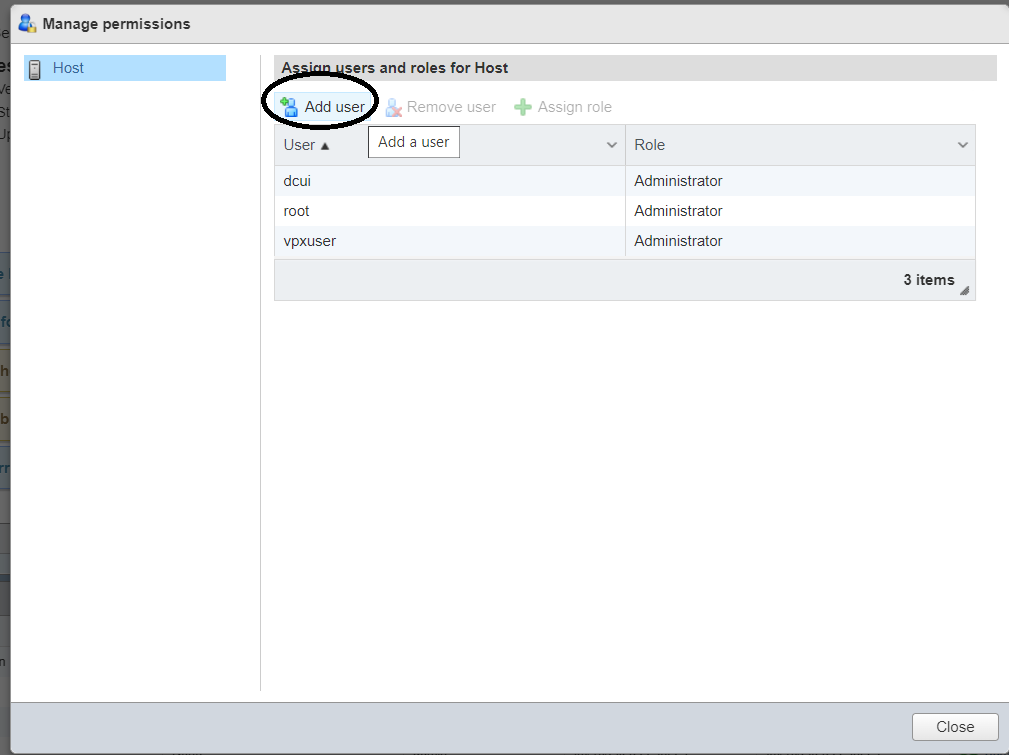 Manage permissions
Host
Assign users and roles for Host
Add user Remove user Assign role
Add a user
User Role
dcui Administrator
root Administrator
vpxuser Administrator
3 items
Close